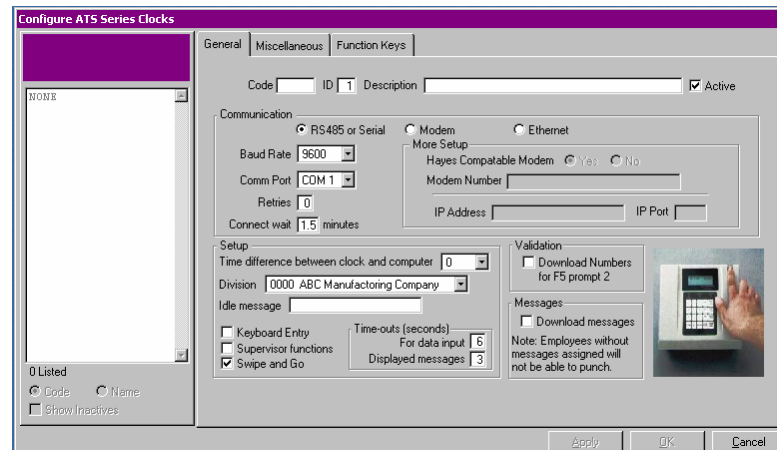 Configure ATS Series Clocks
General Miscellaneous Function Keys
NONE
Code ID 1 Description Active
Communication
RS485 or Serial Modem Ethernet
Baud Rate 9600
Comm Port COM 1
Retries 0
Connect wait 1.5 minutes
More Setup
Hayes Compatable Modem Yes No
Modem Number
IP Address IP Port
Setup
Time difference between clock and computer 0
Division 0000 ABC Manufactoring Company
Idle message
Keyboard Entry
Supervisor functions
Swipe and Go
Time-outs (seconds)
For data input 6
Displayed messages 3
Validation
Download Numbers
for F5 prompt 2
Messages
Download messages
Note: Employees without
messages assigned will
not be able to punch.
0 Listed
Code Name
Show Inactives
Apply OK Cancel